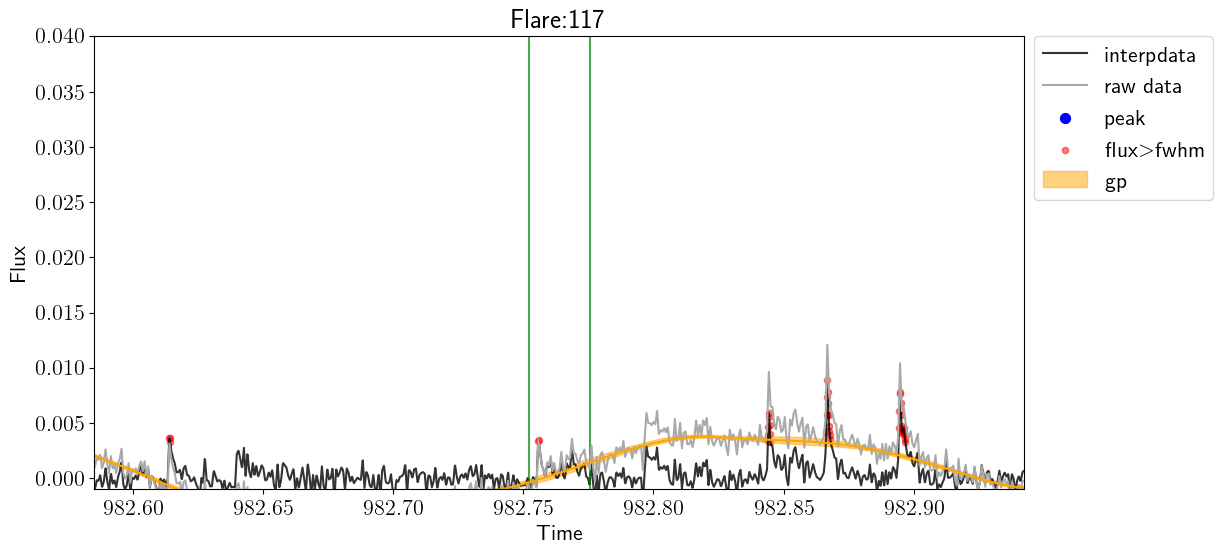 Flare:117
0.040
0.035
0.030
0.025
0.020
0.015
0.010
0.005
0.000
Flux
982.60 982.65 982.70 982.75 982.80 982.85 982.90
Time
interpdata
raw data
peak
flux>fwhm
gp